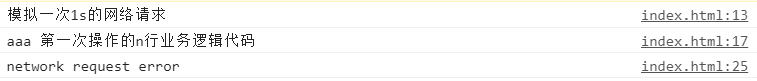 模拟一次1s的网络请求 index.html:13
aaa 第一次操作的n行业务逻辑代码 index.html:17
network request error index.html:25